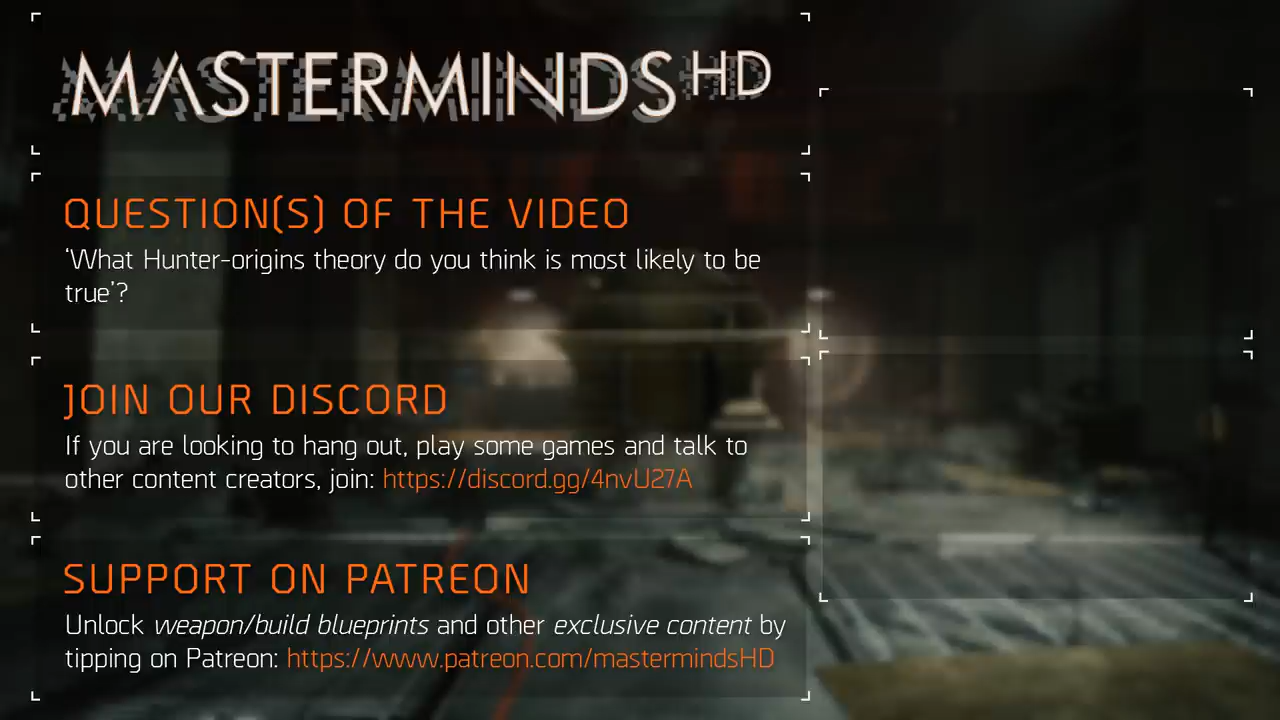 MASTERMINDS HD
QUESTION(S) OF THE VIDEO
'What Hunter-origins theory do you think is most likely to be
true'?
JOIN OUR DISCORD
If you are looking to hang out, play some games and talk to
other content creators, join: https://discord.gg/4nvU27A
SUPPORT ON PATREON
Unlock weapon/build blueprints and other exclusive content by
tipping on Patreon: https://www.patreon.com/mastermindsHD